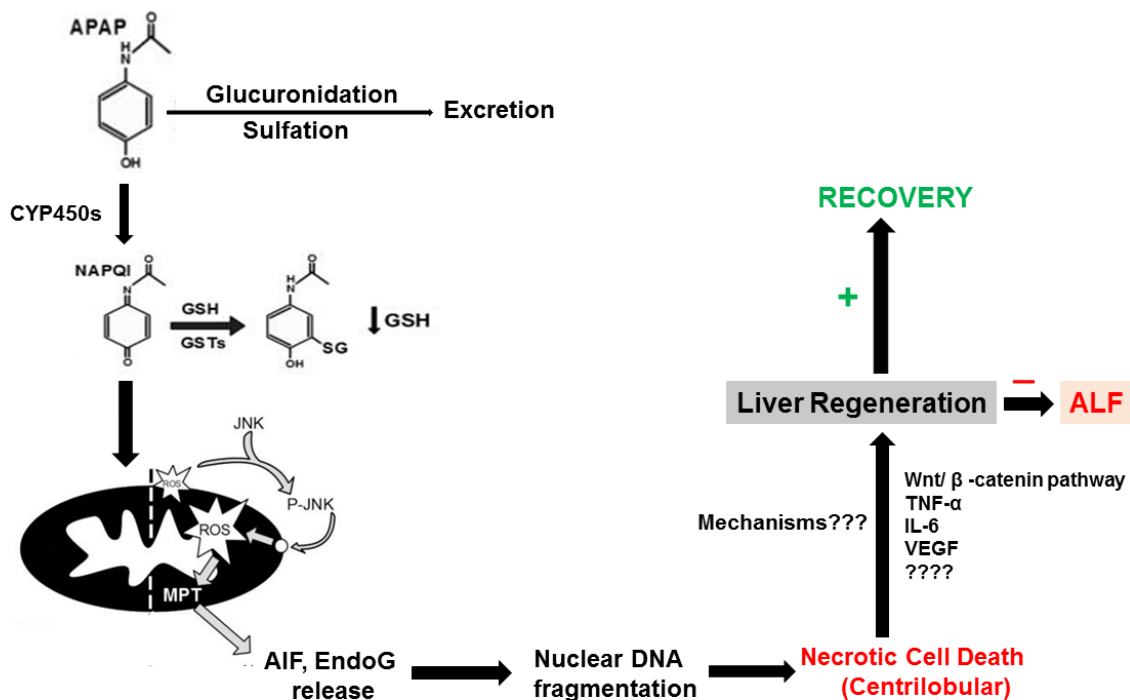 APAP
H
N
O
OH
Glucuronidation
Sulfation
Excretion
CYP450s
NAPQI
O
N
O
GSH
GSTs
H
N
O
SG
OH
GSH
JNK
ROS
P-JNK
ROS
MPT
AIF, EndoG
release
Nuclear DNA
fragmentation
Necrotic Cell Death
(Centrilobular)
Mechanisms???
Wnt/ β -catenin pathway
TNF-α
IL-6
VEGF
????
Liver Regeneration
–
ALF
+
RECOVERY